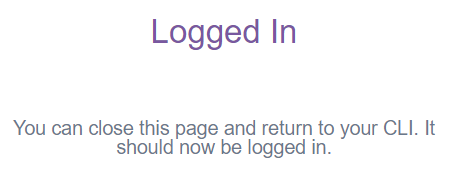 Logged In
You can close this page and return to your CLI. It
should now be logged in.